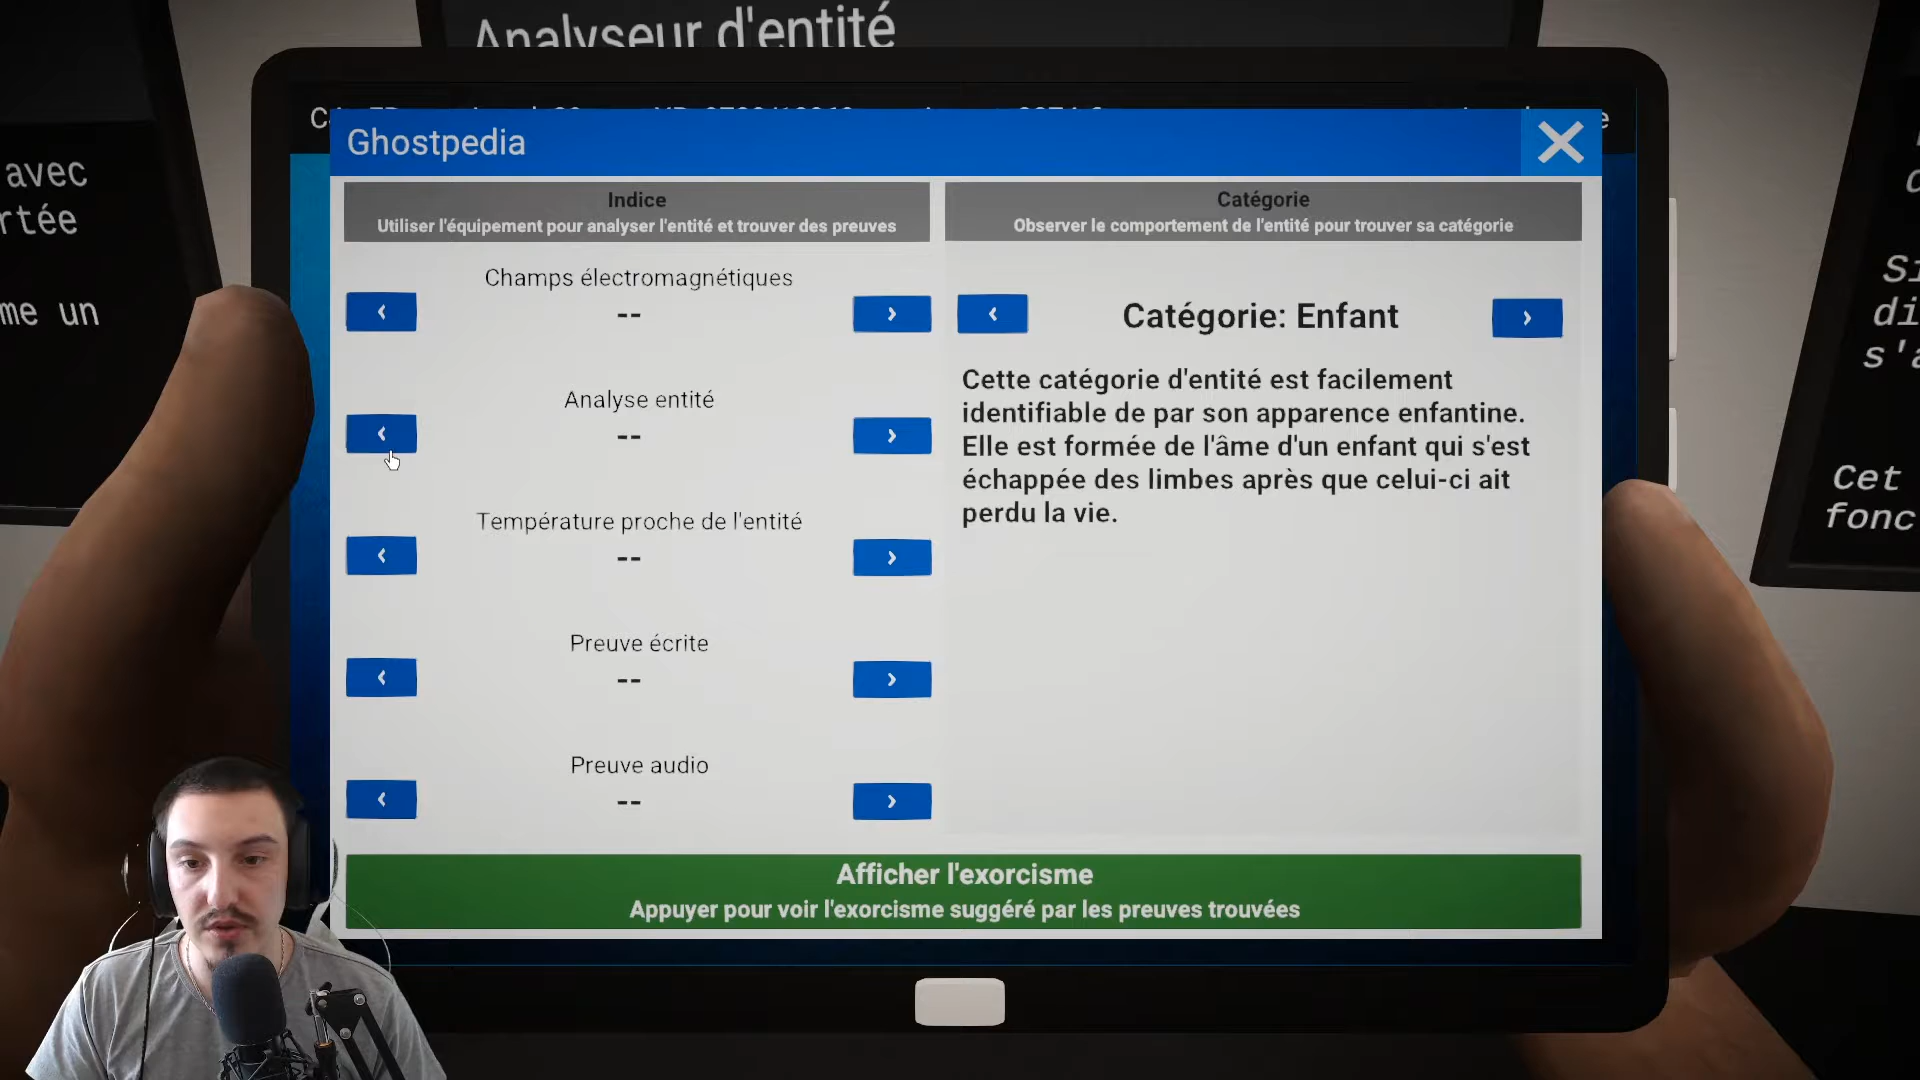 Analyseur d'entité
avec
rtée
me un
Ghostpedia
Indice
Utiliser l'équipement pour analyser l'entité et trouver des preuves
Catégorie
Observer le comportement de l'entité pour trouver sa catégorie
Champs électromagnétiques
--
Analyse entité
--
Température proche de l'entité
--
Preuve écrite
--
Preuve audio
--
Catégorie: Enfant
Cette catégorie d'entité est facilement
identifiable de par son apparence enfantine.
Elle est formée de l'âme d'un enfant qui s'est
échappée des limbes après que celui-ci ait
perdu la vie.
Afficher l'exorcisme
Appuyer pour voir l'exorcisme suggéré par les preuves trouvées
Si
di
s'a
Cet
fonc